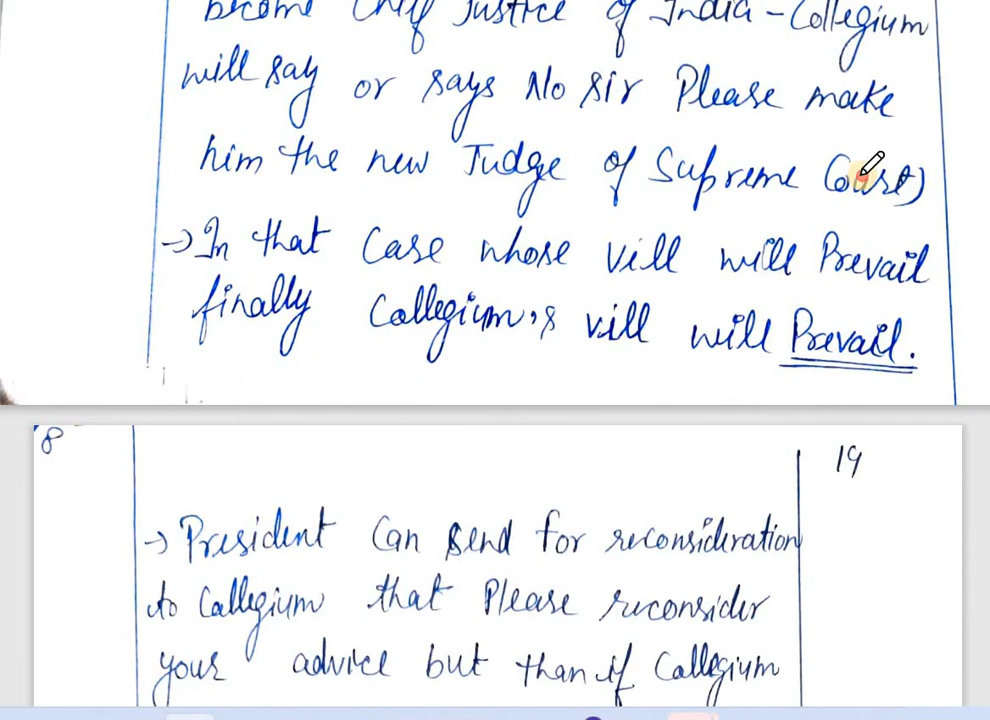 become Chief Justice of India - Collegium
will say or says No sir Please make
him the new Judge of Supreme Court)
→ In that Case whose vill will Prevail
finally Collegium's vill will Prevail.
8
19
→ President Can send for reconsideration
to Collegium that Please reconsider
your advice but than if Collegium